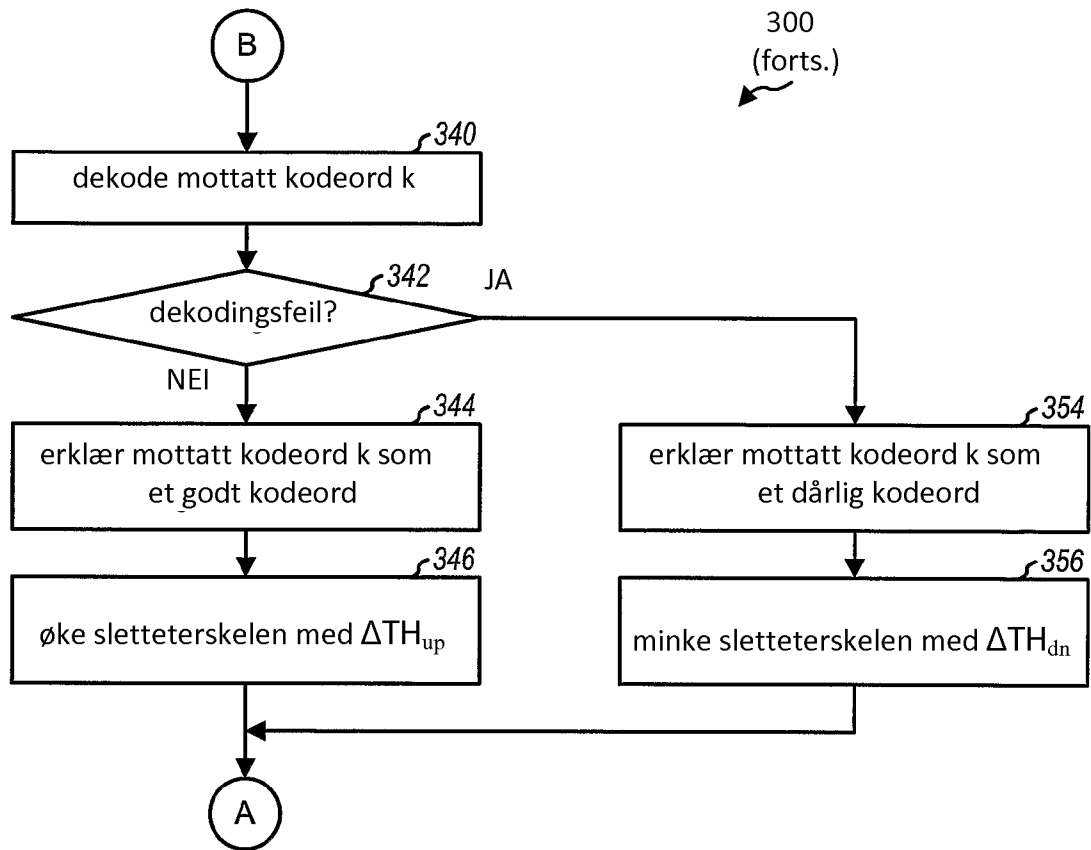 B
300
(forts.)
340
dekode mottatt kodeord k
342
JA
dekodingsfeil?
NEI
344
erklær mottatt kodeord k som
et godt kodeord
354
erklær mottatt kodeord k som
et dårlig kodeord
346
øke sletteterskelen med ΔTHup
356
minke sletteterskelen med ΔTHdn
A